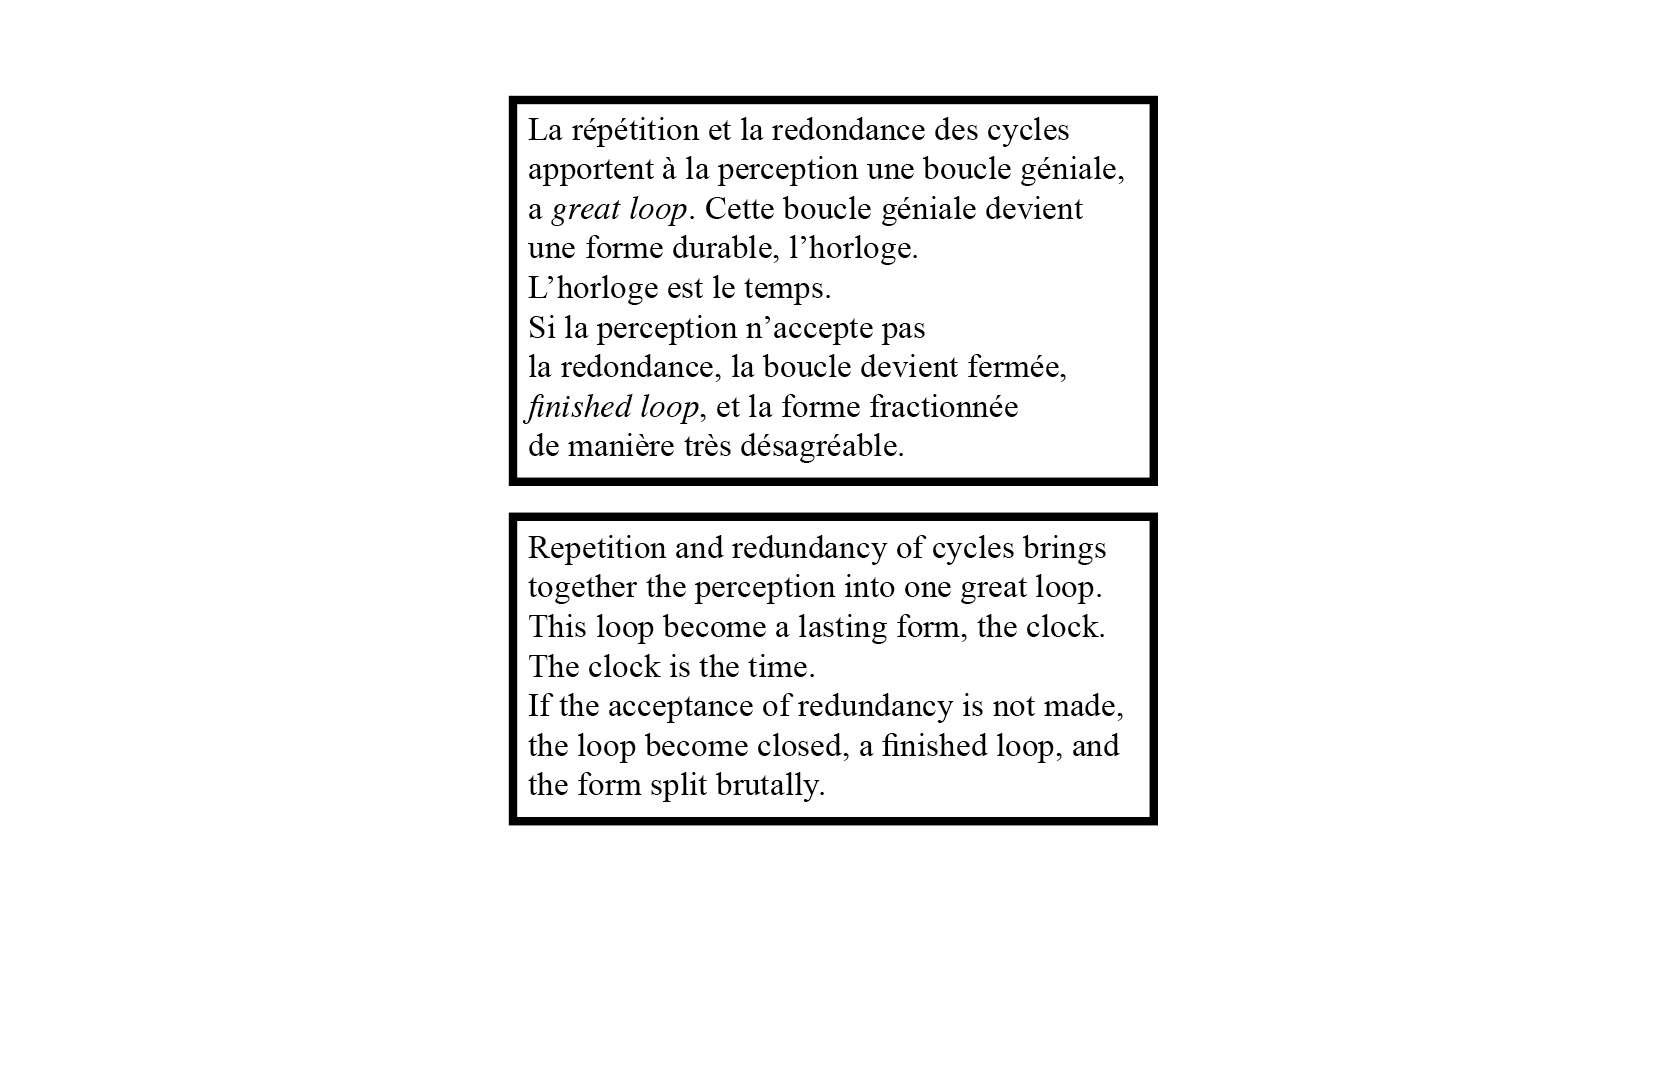 La répétition et la redondance des cycles
apportent à la perception une boucle géniale,
a great loop. Cette boucle géniale devient
une forme durable, l’horloge.
L’horloge est le temps.
Si la perception n’accepte pas
la redondance, la boucle devient fermée,
finished loop, et la forme fractionnée
de manière très désagréable.
Repetition and redundancy of cycles brings
together the perception into one great loop.
This loop become a lasting form, the clock.
The clock is the time.
If the acceptance of redundancy is not made,
the loop become closed, a finished loop, and
the form split brutally.